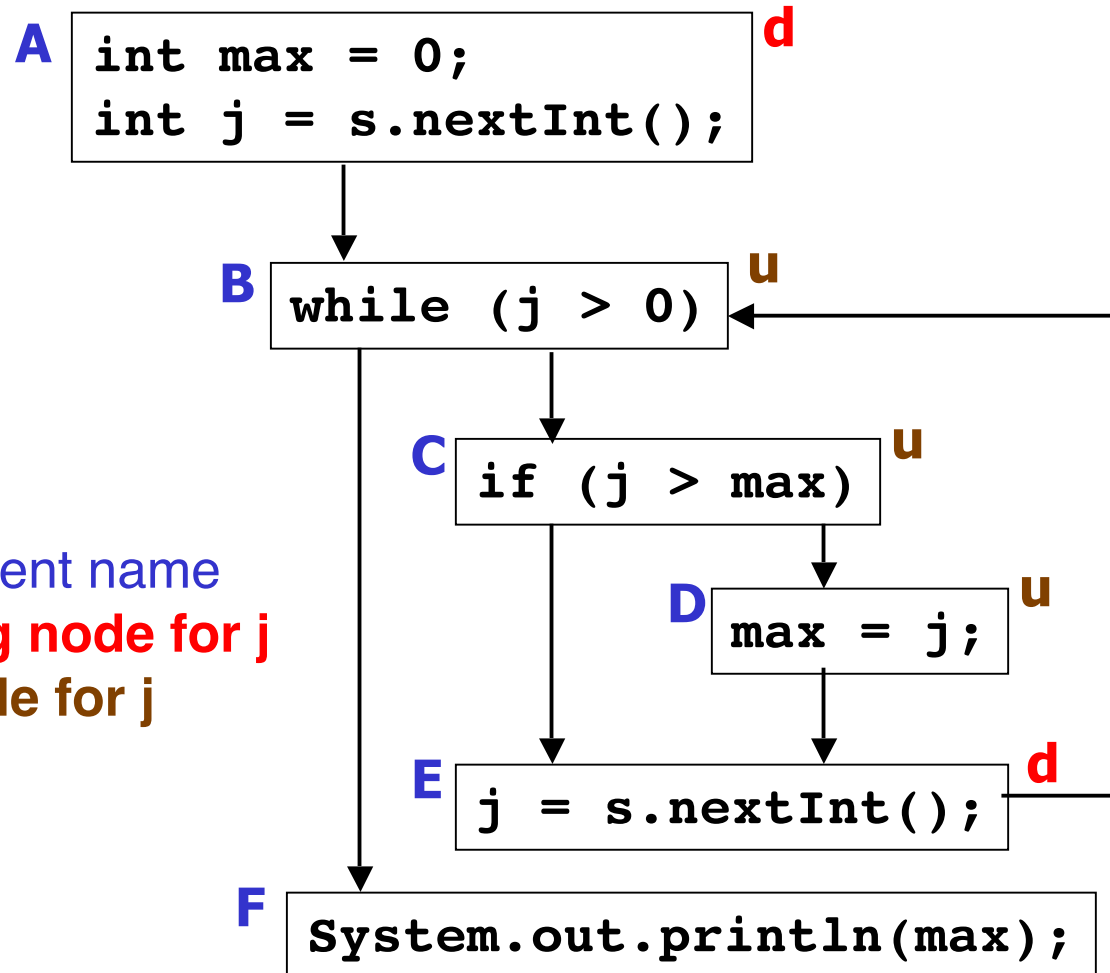 A
int max = 0;
d
int j = s.nextInt();
B
while (j > 0)
u
C
if (j > max)
u
ent name
D
max = j;
u
g node for j
le for j
E
j = s.nextInt();
d
F
System.out.println(max);